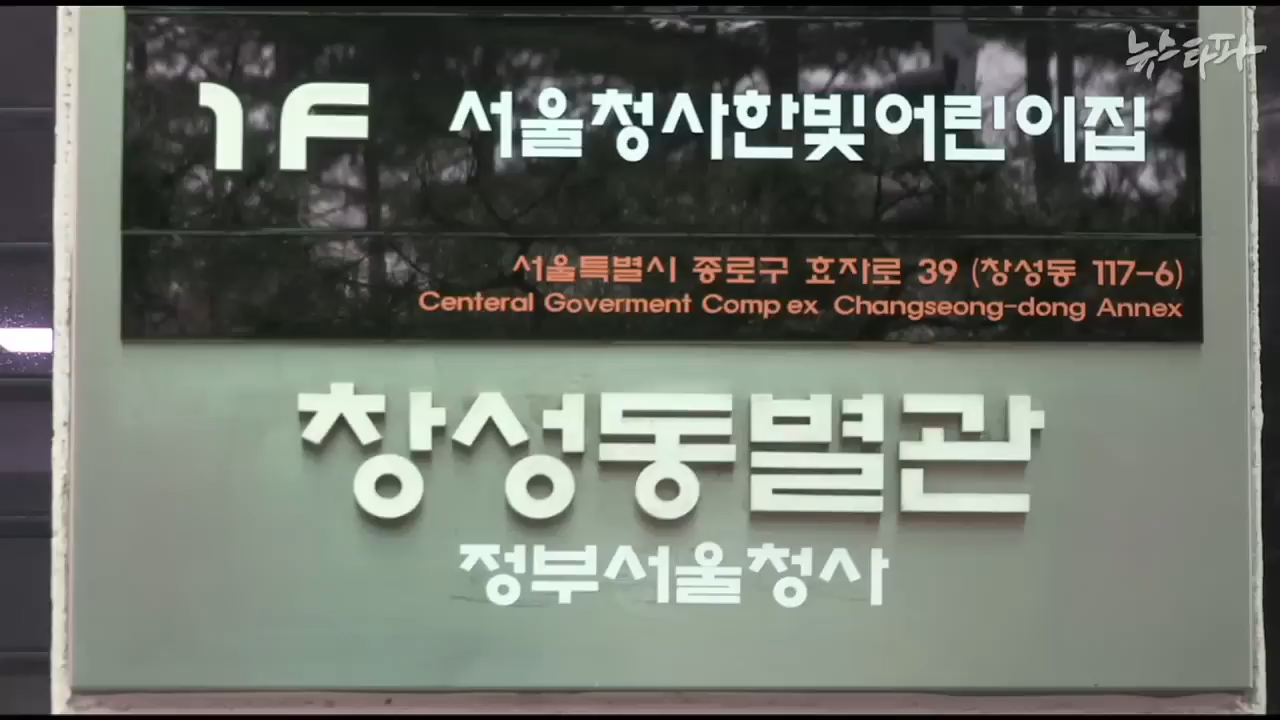 뉴스타파
1F 서울청사한빛어린이집
서울특별시 종로구 효자로 39 (창성동 117-6)
Centeral Goverment Comp ex Changseong-dong Annex
창성동별관
정부서울청사